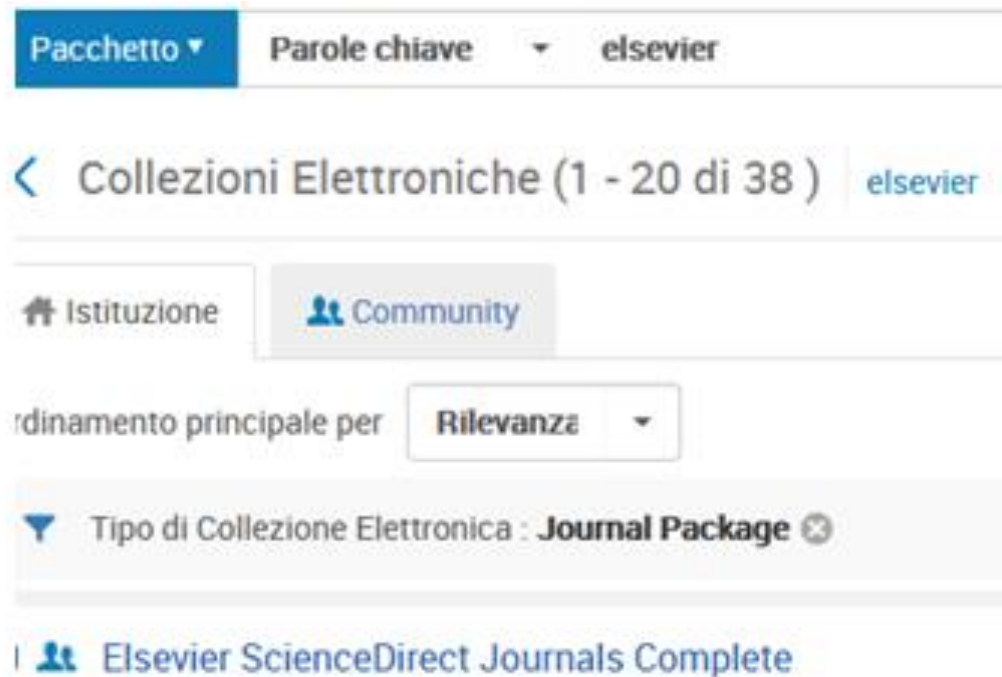 Pacchetto ▼ Parole chiave elsevier
Collezioni Elettroniche (1 - 20 di 38 ) elsevier
Istituzione Community
rdinamento principale per Rilevanza
Tipo di Collezione Elettronica : Journal Package
Elsevier ScienceDirect Journals Complete